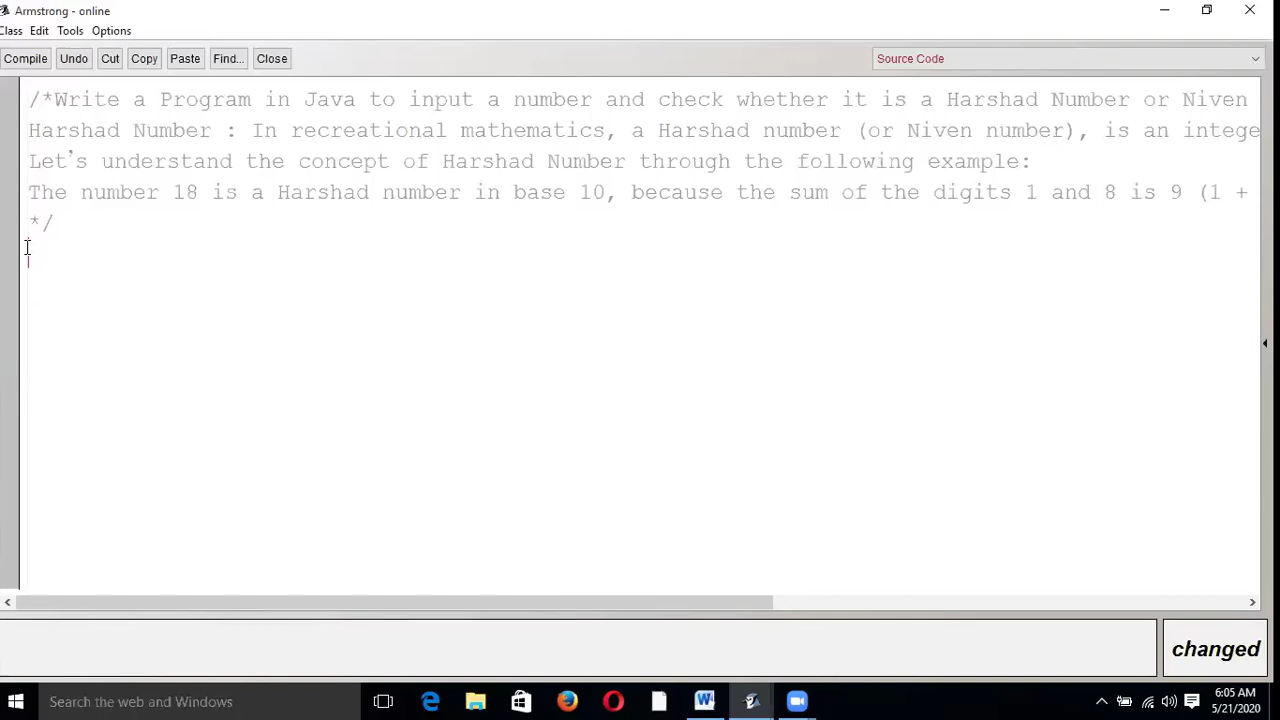 Armstrong - online
Class Edit Tools Options
Compile Undo Cut Copy Paste Find... Close Source Code
/*Write a Program in Java to input a number and check whether it is a Harshad Number or Niven
Harshad Number : In recreational mathematics, a Harshad number (or Niven number), is an intege
Let's understand the concept of Harshad Number through the following example:
The number 18 is a Harshad number in base 10, because the sum of the digits 1 and 8 is 9 (1 +
*/
changed
Search the web and Windows
6:05 AM
5/21/2020